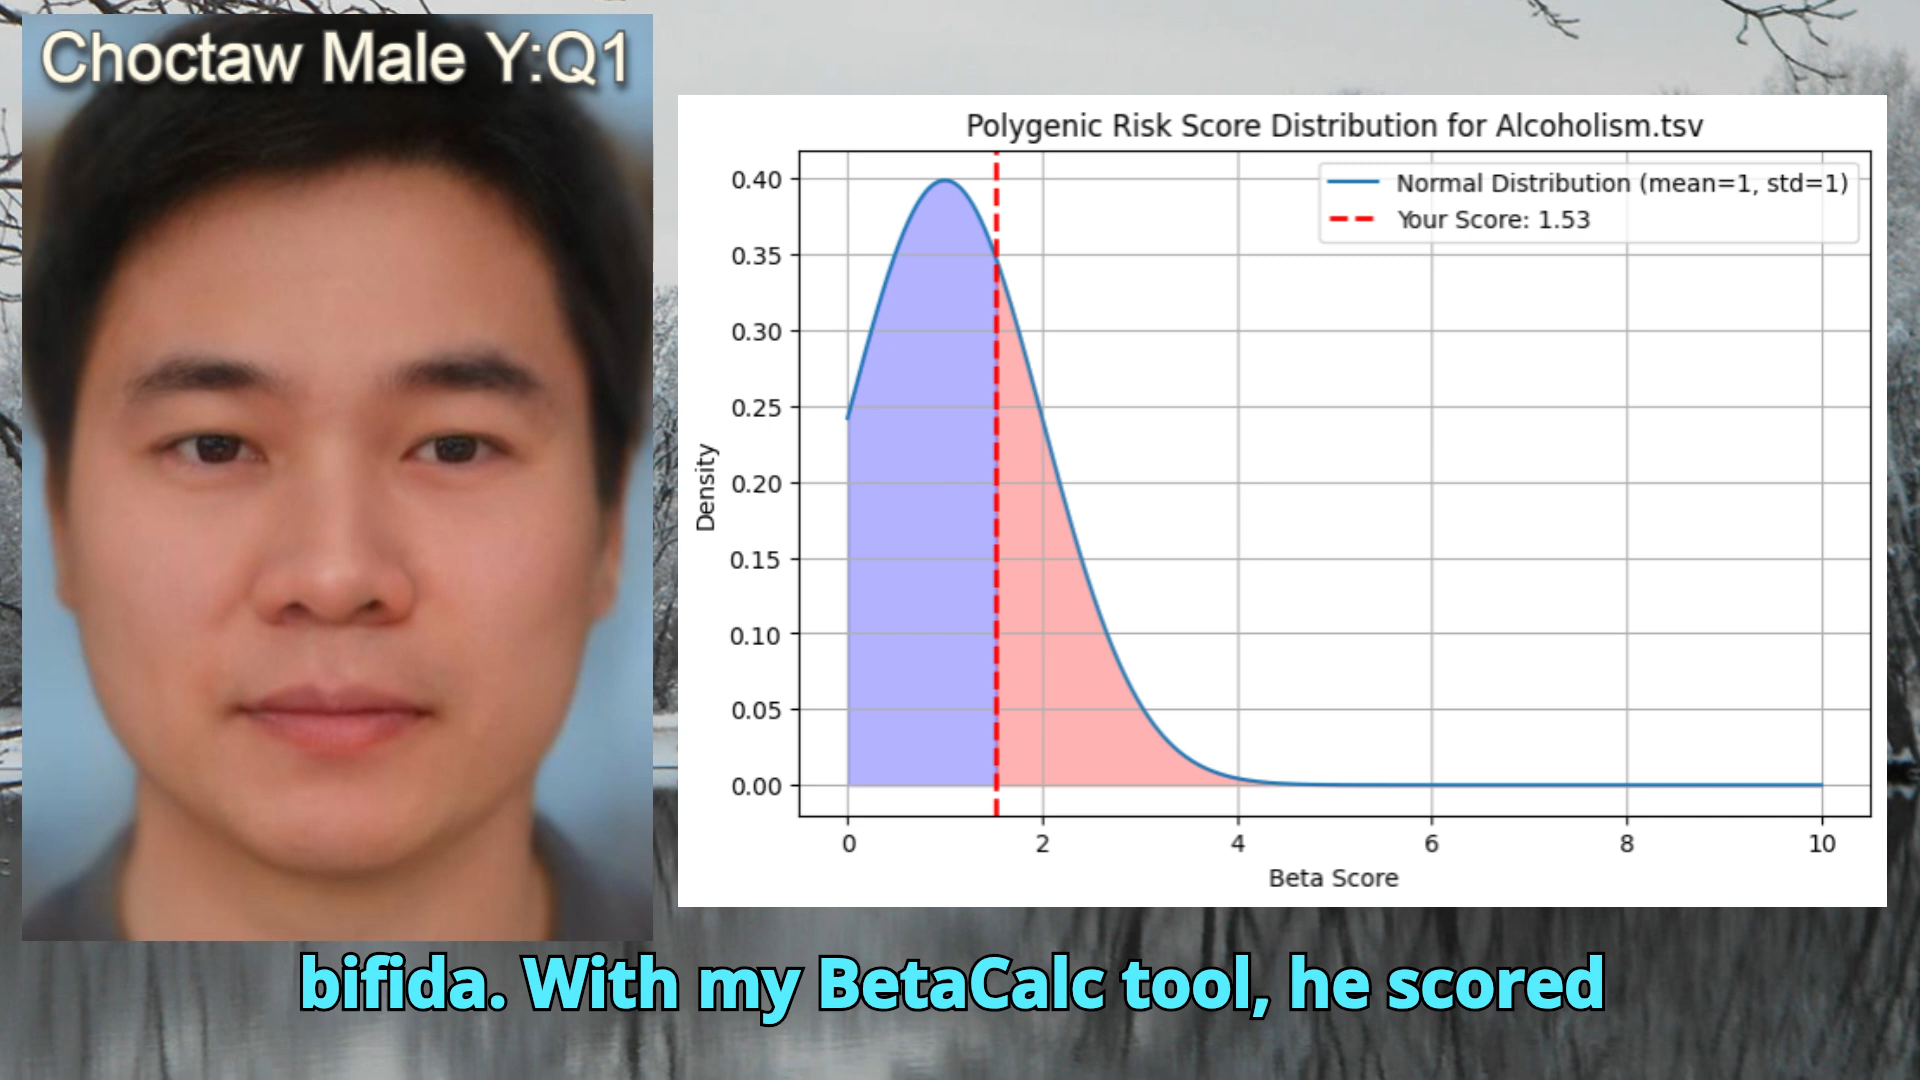 Choctaw Male Y:Q1
Polygenic Risk Score Distribution for Alcoholism.tsv
Normal Distribution (mean=1, std=1)
Your Score: 1.53
0.40
0.35
0.30
0.25
0.20
0.15
0.10
0.05
0.00
Density
0 2 4 6 8 10
Beta Score
bifida. With my BetaCalc tool, he scored